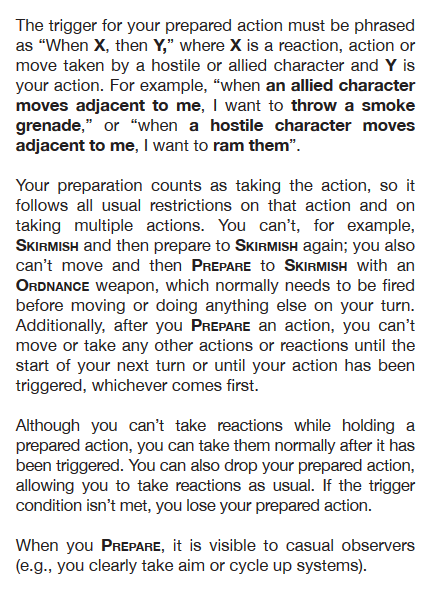 The trigger for your prepared action must be phrased
as “When X, then Y,” where X is a reaction, action or
move taken by a hostile or allied character and Y is
your action. For example, “when an allied character
moves adjacent to me, I want to throw a smoke
grenade,” or “when a hostile character moves
adjacent to me, I want to ram them”.
Your preparation counts as taking the action, so it
follows all usual restrictions on that action and on
taking multiple actions. You can’t, for example,
SKIRMISH and then prepare to SKIRMISH again; you also
can’t move and then PREPARE to SKIRMISH with an
ORDNANCE weapon, which normally needs to be fired
before moving or doing anything else on your turn.
Additionally, after you PREPARE an action, you can’t
move or take any other actions or reactions until the
start of your next turn or until your action has been
triggered, whichever comes first.
Although you can’t take reactions while holding a
prepared action, you can take them normally after it has
been triggered. You can also drop your prepared action,
allowing you to take reactions as usual. If the trigger
condition isn’t met, you lose your prepared action.
When you PREPARE, it is visible to casual observers
(e.g., you clearly take aim or cycle up systems).